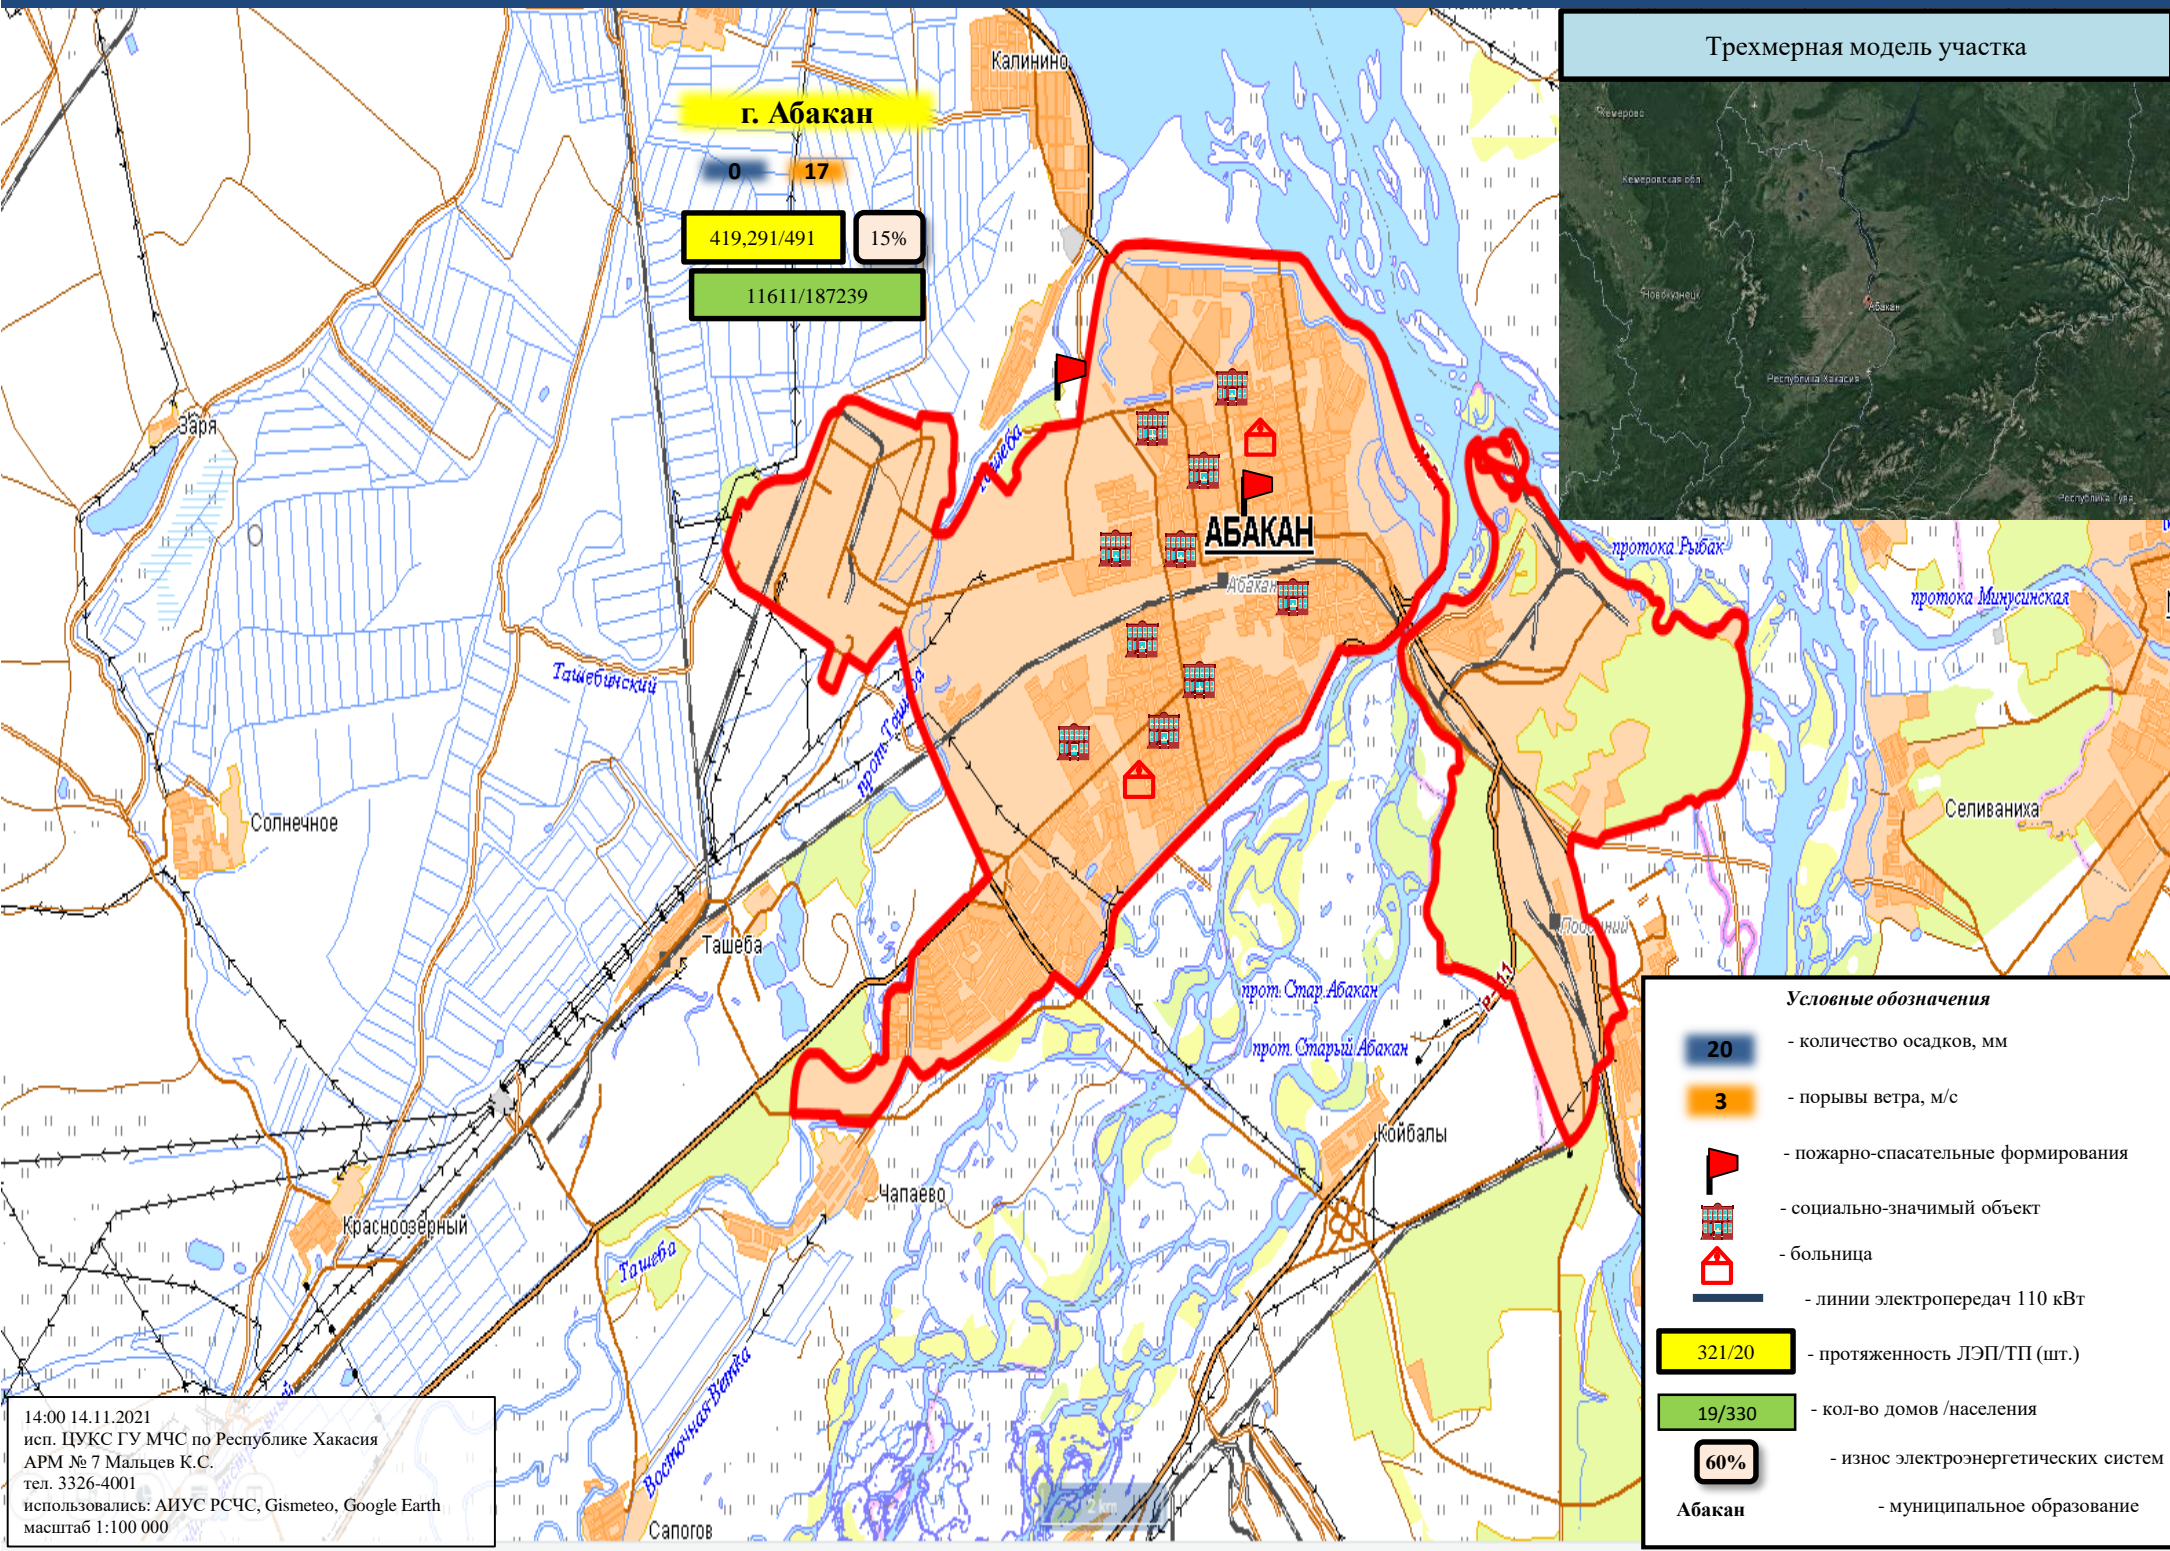 Трехмерная модель участка
Кемерово
Кемеровская обл
Новокузнецк
Абакан
Республика Хакасия
Республика Тува
Калинино
г. Абакан
0
17
419,291/491
15%
11611/187239
Заря
Ташеба
М-54
АБАКАН
Абакан
протока Рыбак
протока Минусинская
Ташебинский
прот. Ташеба
Солнечное
Селиваниха
Ташеба
Подсиний
Р-411
прот. Стар. Абакан
прот. Старый Абакан
Койбалы
Чапаево
Красноозёрный
Ташеба
Восточная Ветка
Сапогов
2 km
Условные обозначения
20
- количество осадков, мм
3
- порывы ветра, м/с
- пожарно-спасательные формирования
- социально-значимый объект
- больница
- линии электропередач 110 кВт
321/20
- протяженность ЛЭП/ТП (шт.)
19/330
- кол-во домов /населения
60%
- износ электроэнергетических систем
Абакан
- муниципальное образование
14:00 14.11.2021
исп. ЦУКС ГУ МЧС по Республике Хакасия
АРМ № 7 Мальцев К.С.
тел. 3326-4001
использовались: АИУС РСЧС, Gismeteo, Google Earth
масштаб 1:100 000